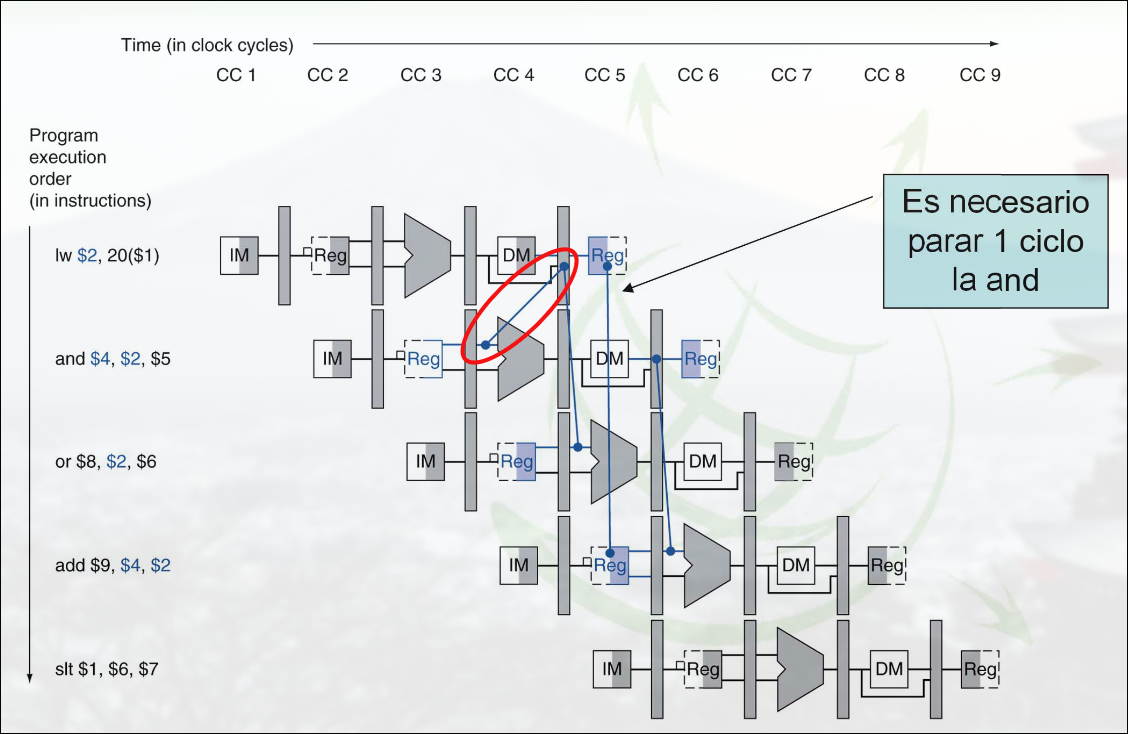 Time (in clock cycles)
CC 1 CC 2 CC 3 CC 4 CC 5 CC 6 CC 7 CC 8 CC 9
Program
execution
order
(in instructions)
Es necesario
parar 1 ciclo
la and
lw $2, 20($1)
IM Reg DM Reg
and $4, $2, $5
IM Reg DM Reg
or $8, $2, $6
IM Reg DM Reg
add $9, $4, $2
IM Reg DM Reg
slt $1, $6, $7
IM Reg DM Reg